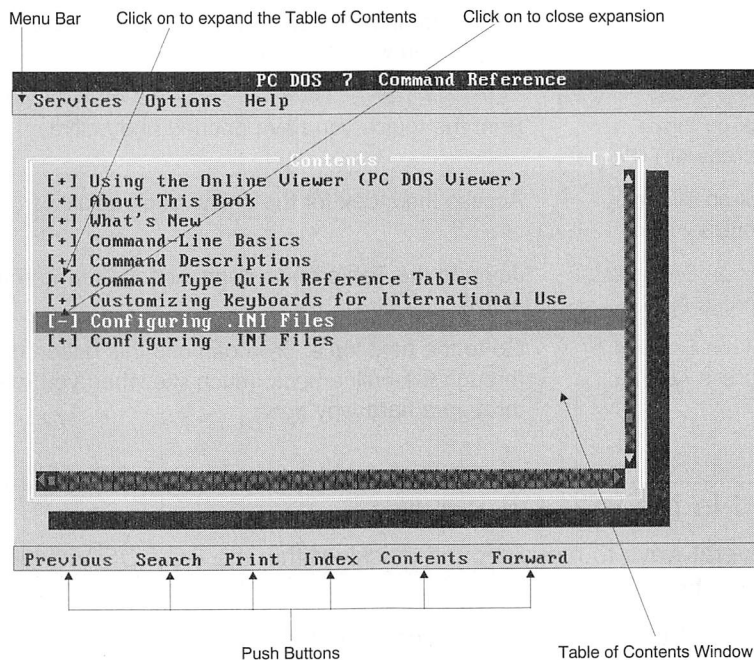 Menu Bar Click on to expand the Table of Contents Click on to close expansion
PC DOS 7 Command Reference
Services Options Help
Contents [↑]
[+] Using the Online Viewer (PC DOS Viewer)
[+] About This Book
[+] What's New
[+] Command-Line Basics
[+] Command Descriptions
[+] Command Type Quick Reference Tables
[+] Customizing Keyboards for International Use
[-] Configuring .INI Files
[+] Configuring .INI Files
Previous Search Print Index Contents Forward
Push Buttons Table of Contents Window